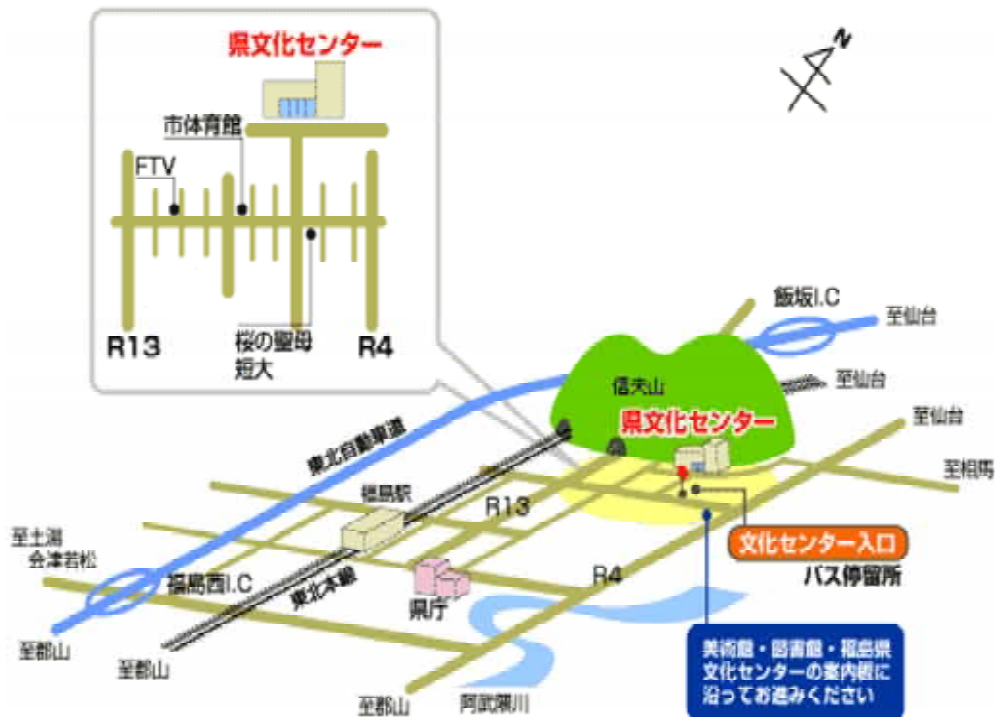 県文化センター
市体育館
FTV
R13
桜の聖母
短大
R4
N
飯坂I.C
至仙台
至仙台
至仙台
至相馬
信夫山
県文化センター
東北自動車道
福島駅
R13
至土湯
会津若松
福島西I.C
東北本線
県庁
R4
文化センター入口
バス停留所
至郡山
至郡山
至郡山
阿武隈川
美術館・図書館・福島県
文化センターの案内板に
沿ってお進みください